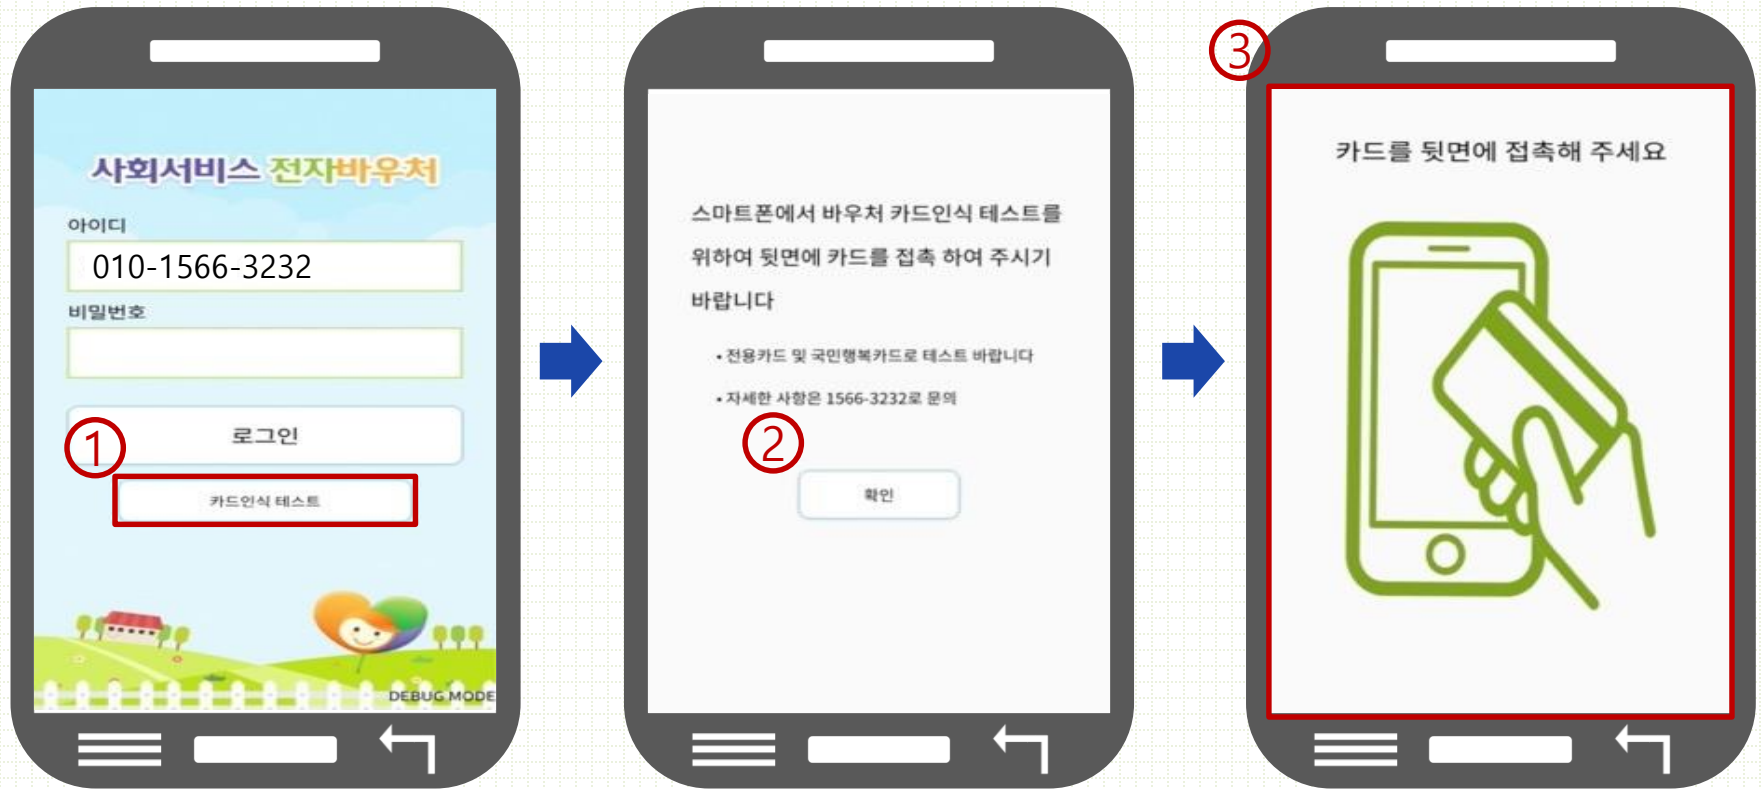 ①
사회서비스 전자바우처
아이디
010-1566-3232
비밀번호
로그인
카드인식 테스트
DEBUG MODE
②
스마트폰에서 바우처 카드인식 테스트를
위하여 뒷면에 카드를 접촉 하여 주시기
바랍니다
• 전용카드 및 국민행복카드로 테스트 바랍니다
• 자세한 사항은 1566-3232로 문의
확인
③
카드를 뒷면에 접촉해 주세요